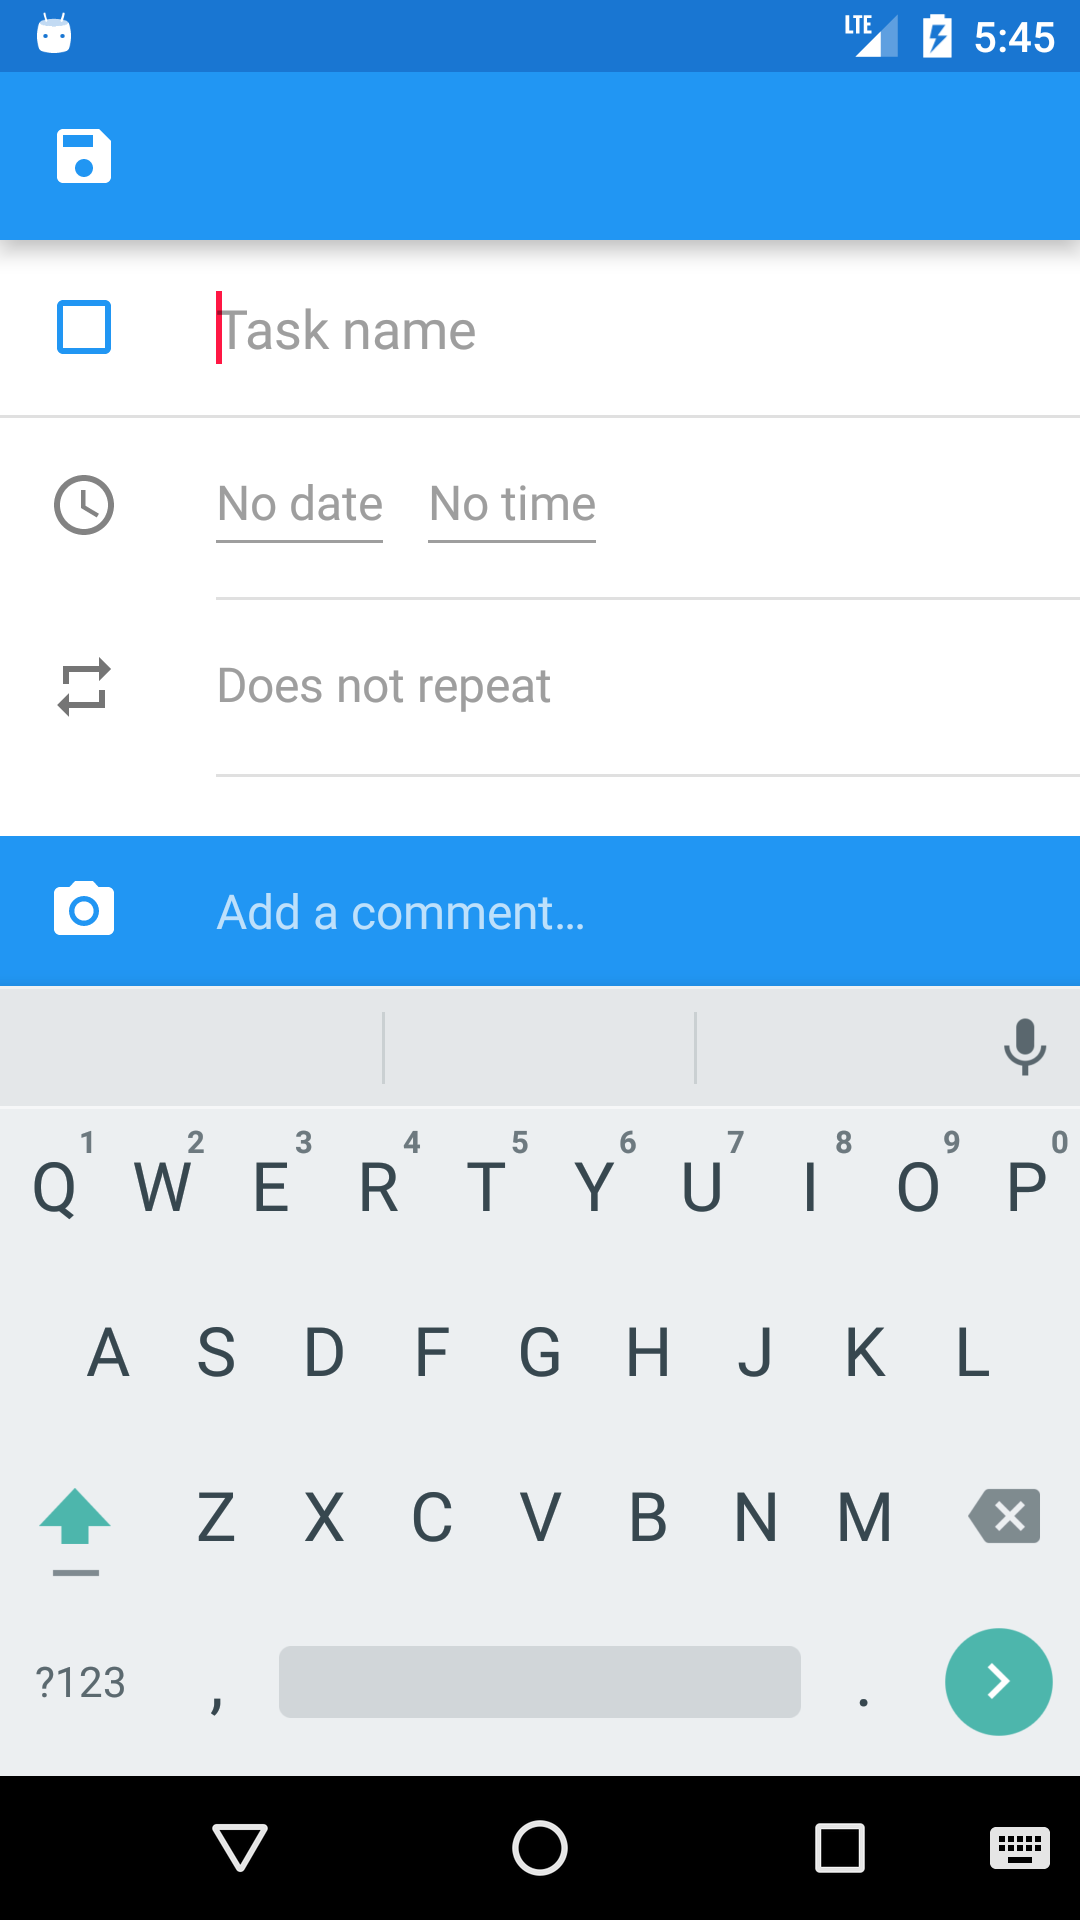 LTE 5:45
Task name
No date No time
Does not repeat
Add a comment...
1 2 3 4 5 6 7 8 9 0
Q W E R T Y U I O P
A S D F G H J K L
Z X C V B N M
?123 , .